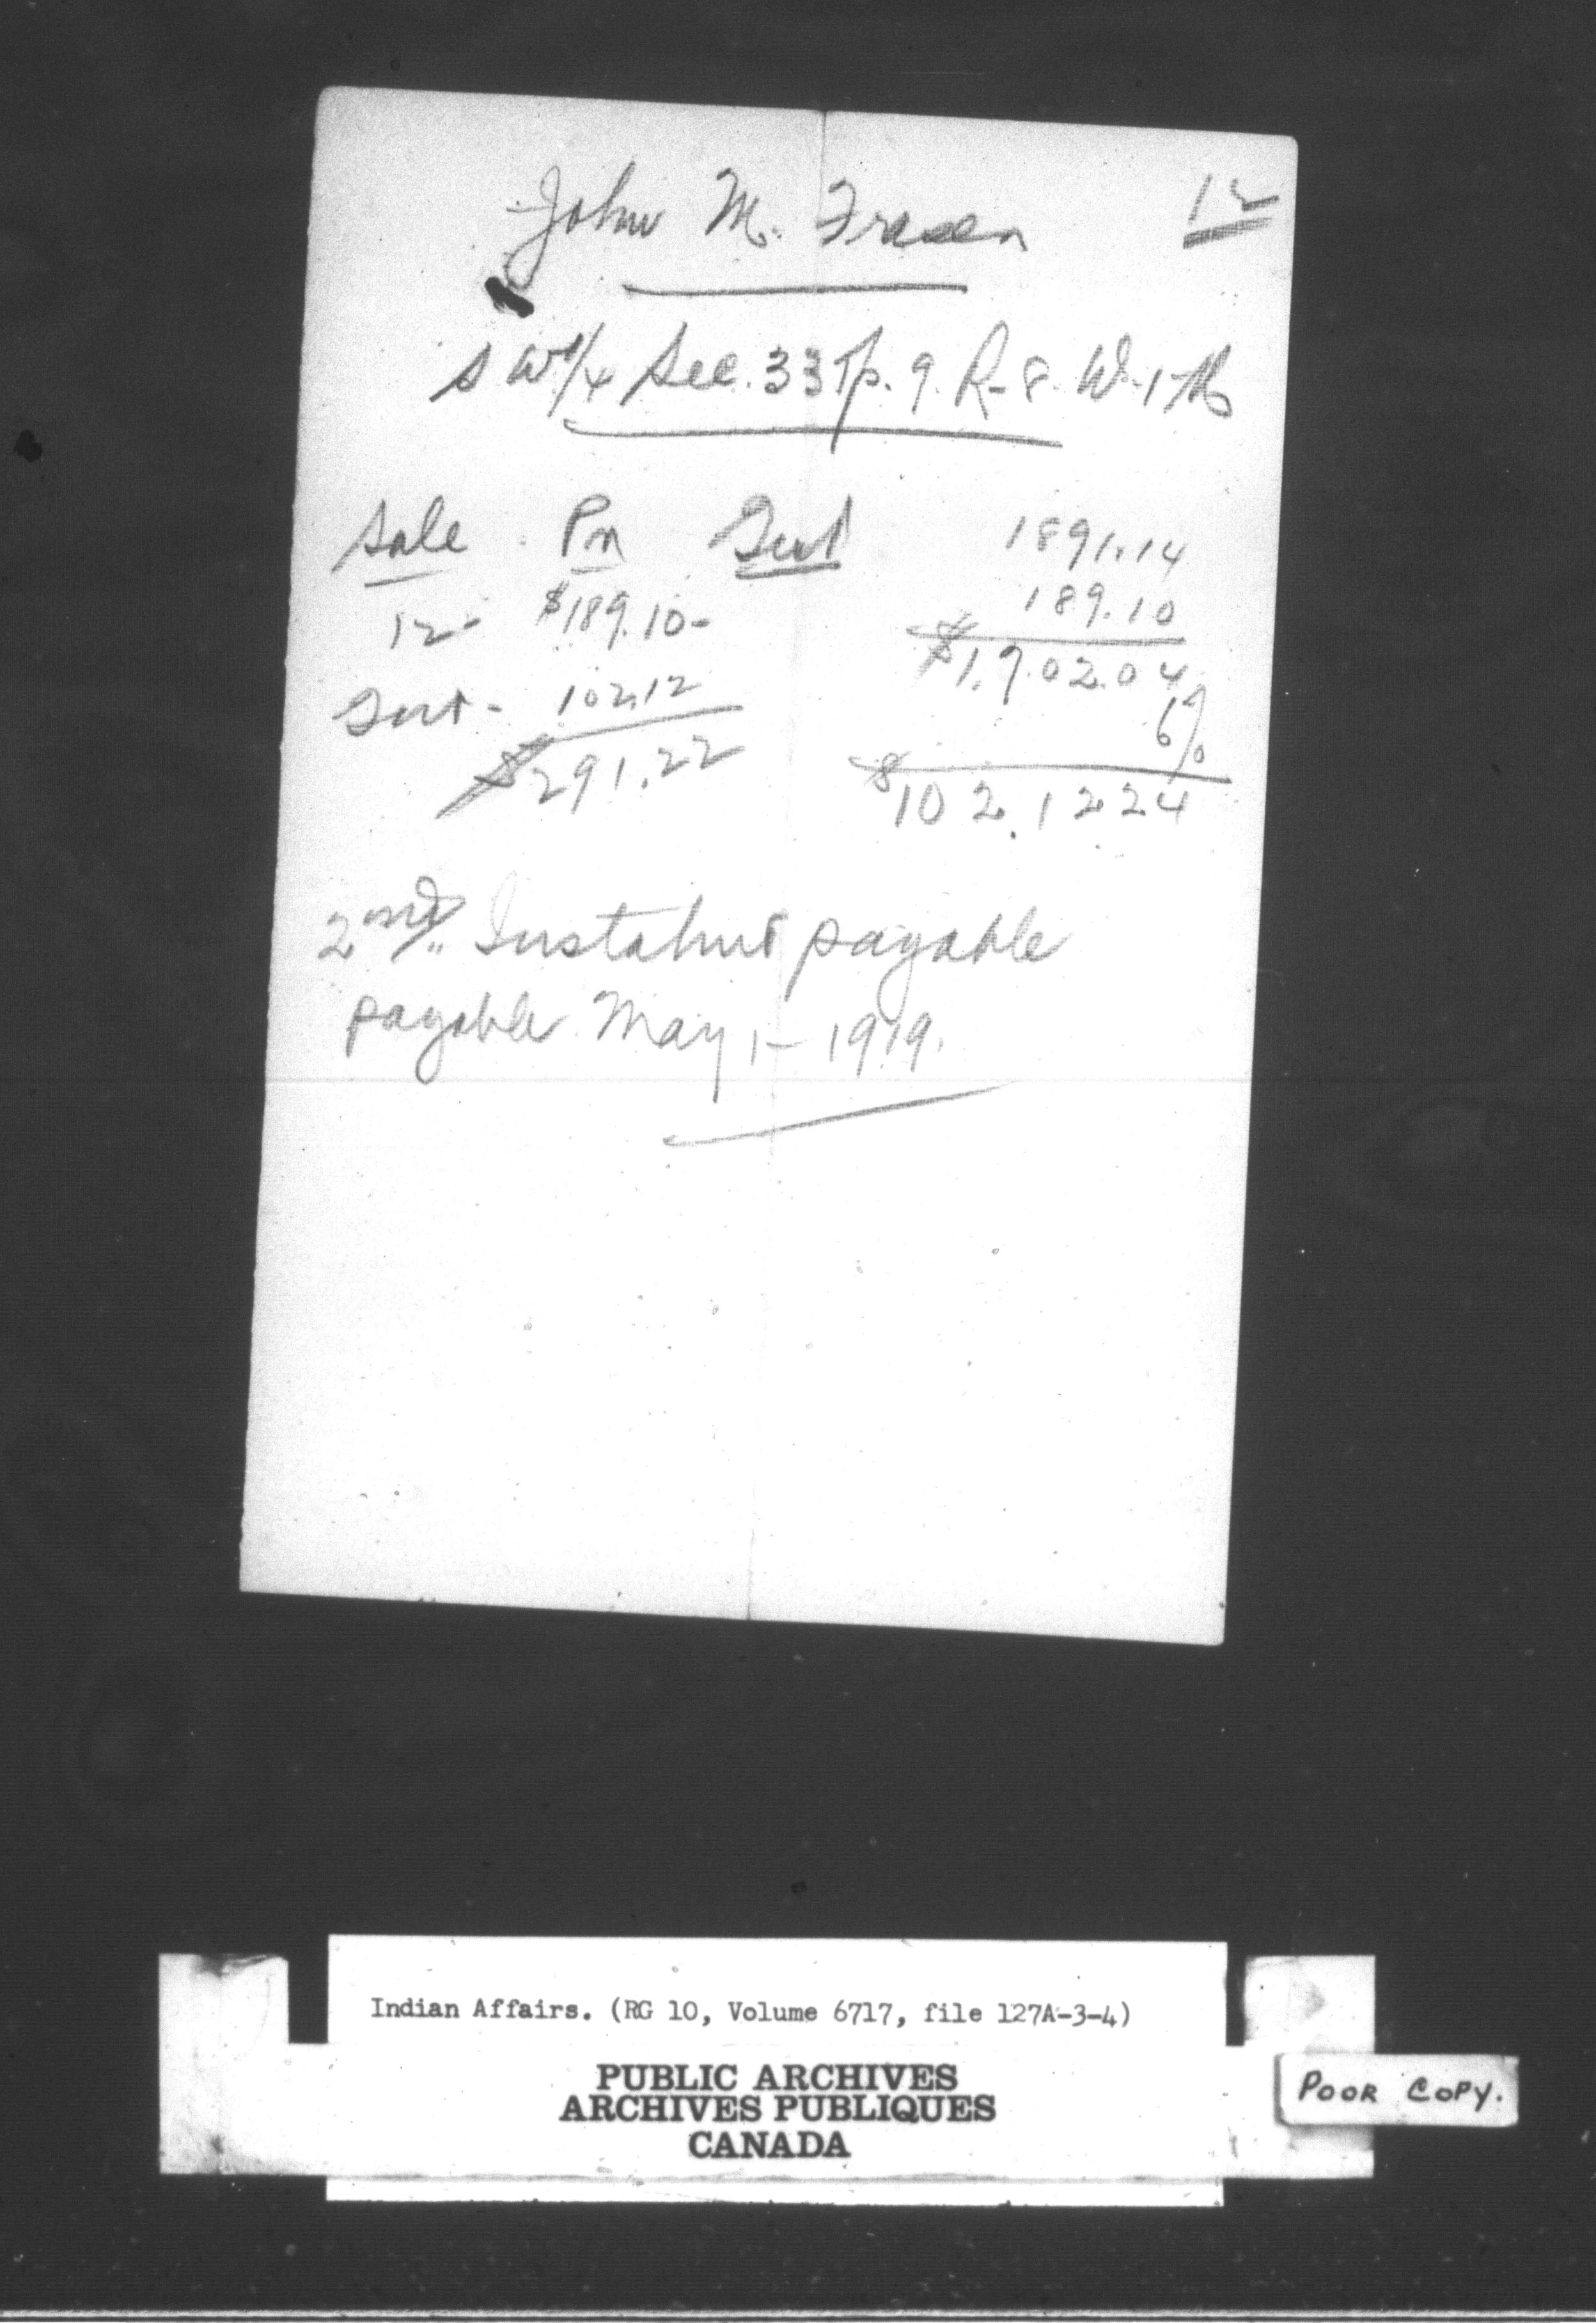 12
John M. Fraser
S W 1/4 Sec. 33 Tp. 9. R-8. W-1-M
Sale Pn Int
12- $189.10-
Int- 102.12
$291.22
1891.14
189.10
$1.702.04
6%
$102.1224
2nd Instalmt payable
payable May 1- 1919.
Indian Affairs. (RG 10, Volume 6717, file 127A-3-4)
PUBLIC ARCHIVES
ARCHIVES PUBLIQUES
CANADA
POOR COPY.